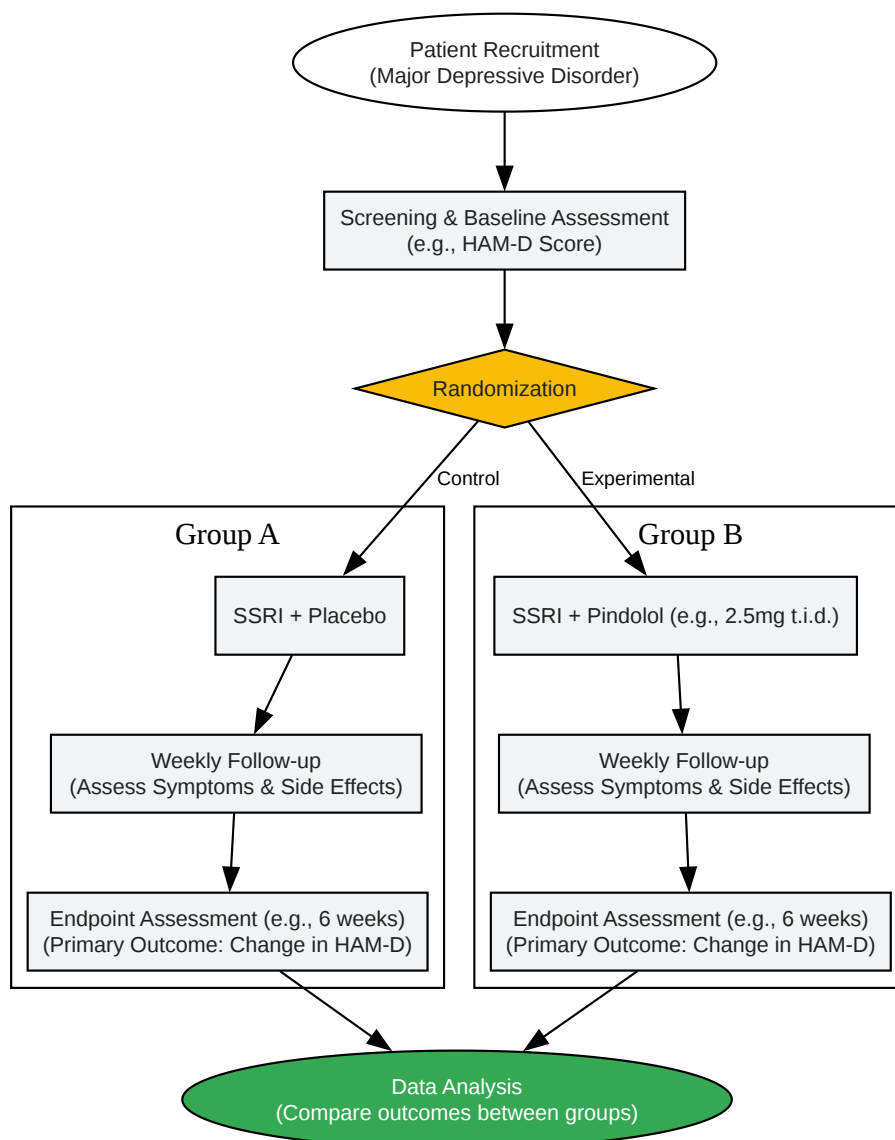 Patient Recruitment
(Major Depressive Disorder)
Screening & Baseline Assessment
(e.g., HAM-D Score)
Randomization
Control
Experimental
Group A
SSRI + Placebo
Weekly Follow-up
(Assess Symptoms & Side Effects)
Endpoint Assessment (e.g., 6 weeks)
(Primary Outcome: Change in HAM-D)
Group B
SSRI + Pindolol (e.g., 2.5mg t.i.d.)
Weekly Follow-up
(Assess Symptoms & Side Effects)
Endpoint Assessment (e.g., 6 weeks)
(Primary Outcome: Change in HAM-D)
Data Analysis
(Compare outcomes between groups)